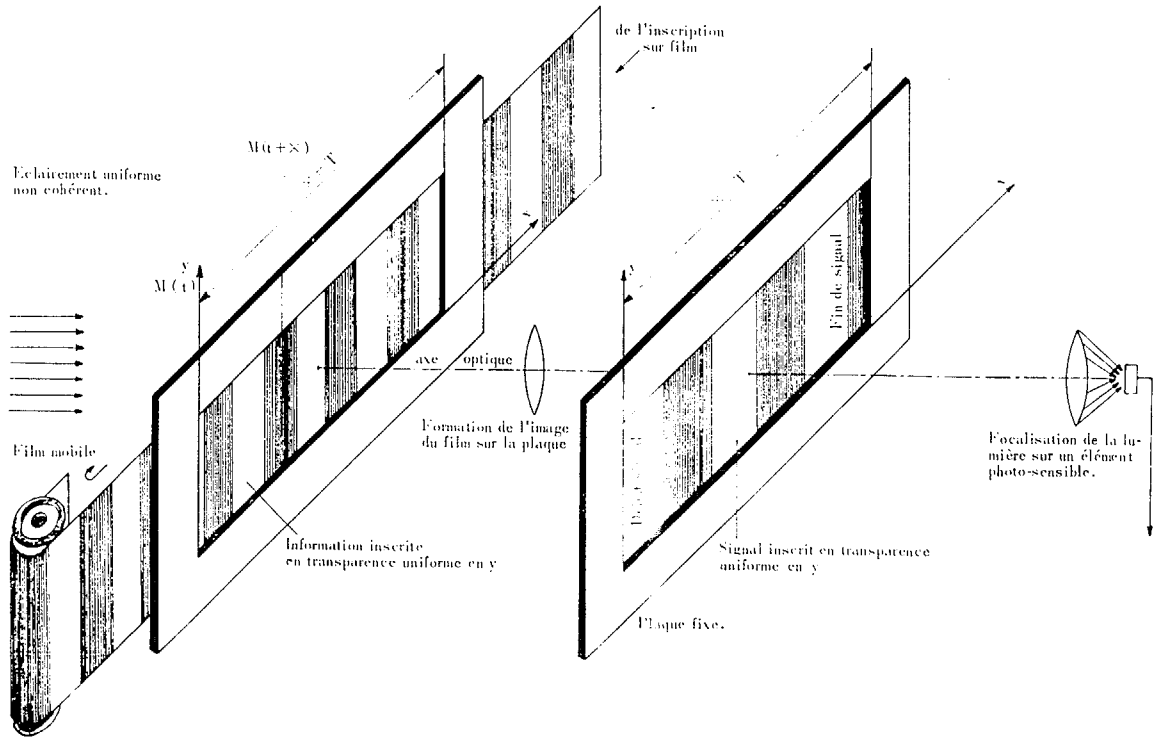 de l'inscription
sur film
Eclairement uniforme
non cohérent.
M(t+x)
T
y
M(t)
T
y
Fin de signal
axe optique
Formation de l'image
du film sur la plaque
Focalisation de la lu-
mière sur un élément
photo-sensible.
Film mobile
Information inscrite
en transparence uniforme en y
Signal inscrit en transparence
uniforme en y
Plaque fixe.